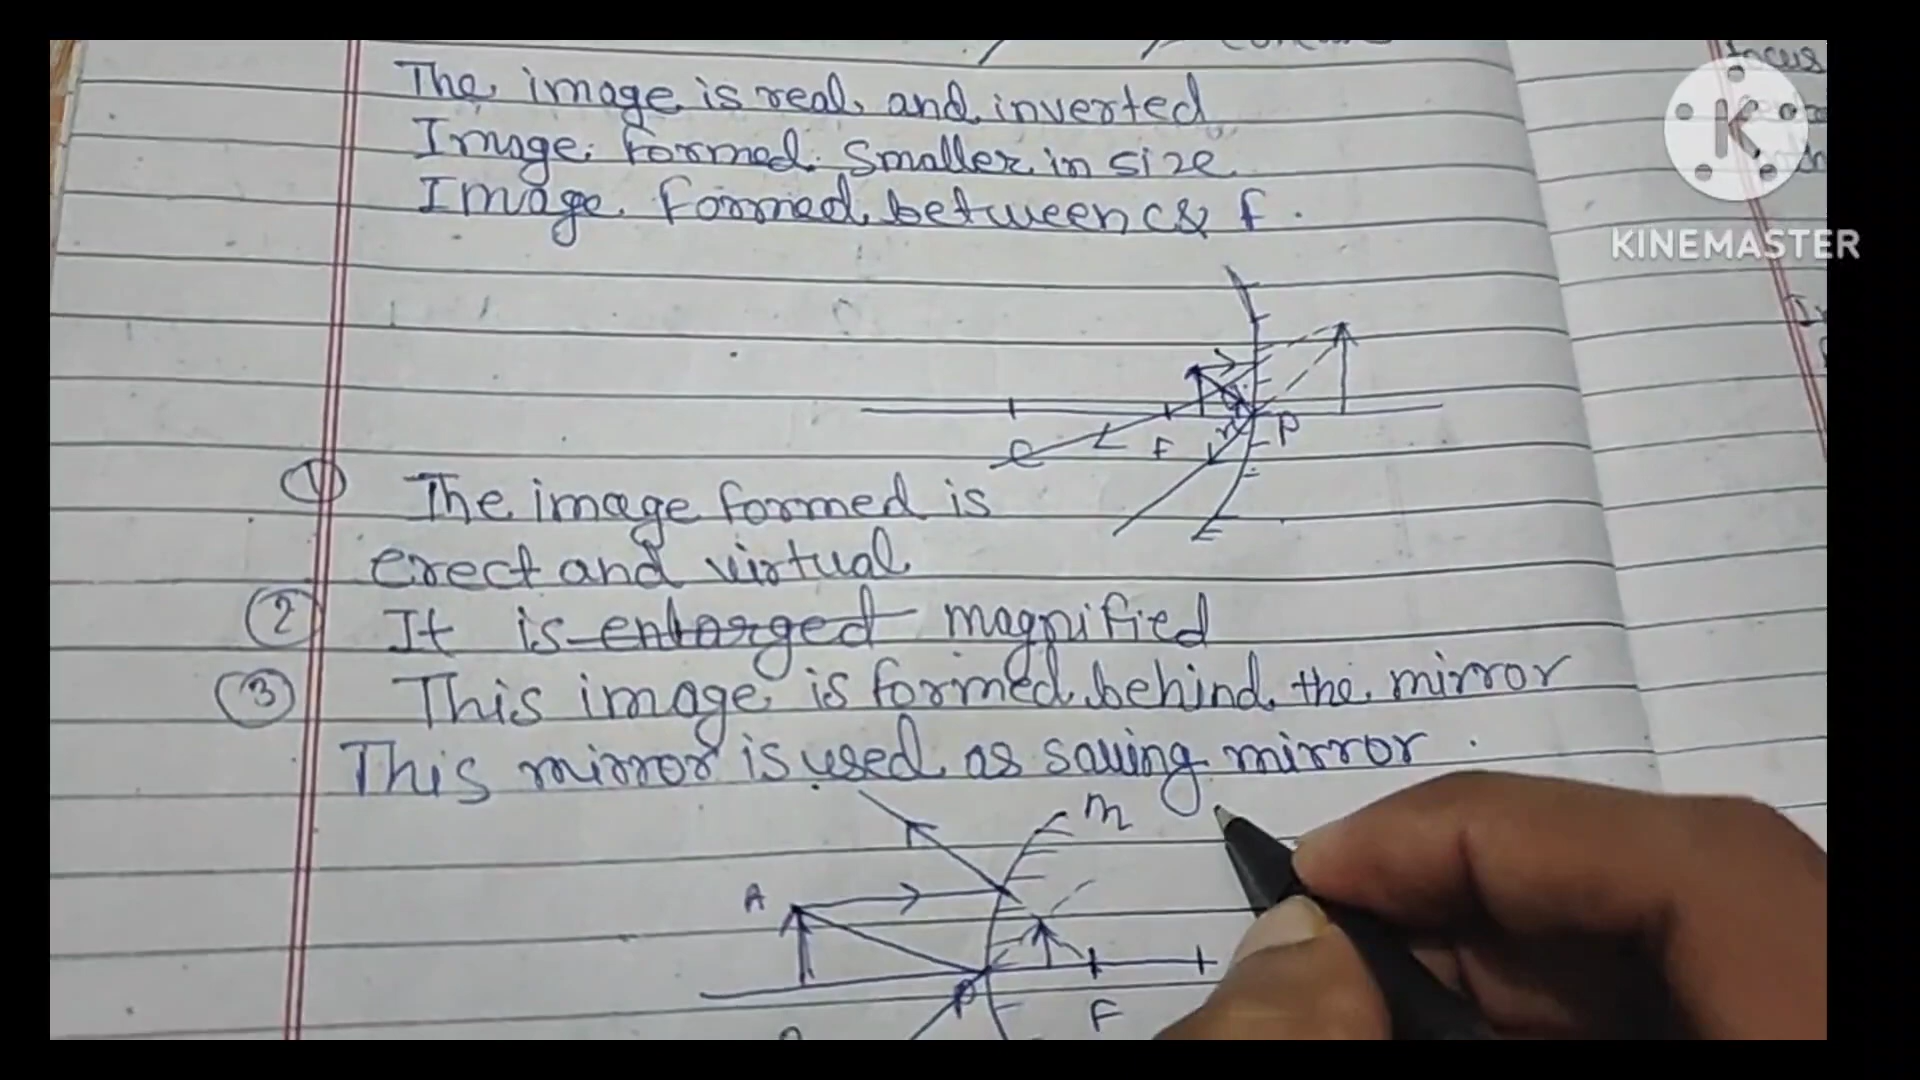 The image is real and inverted
Image formed smaller in size
Image formed between C & F.
C
F
P
① The image formed is
erect and virtual
② It is enlarged magnified
③ This image is formed behind the mirror
This mirror is used as saving mirror.
M
A
P
F
focus
KINEMASTER